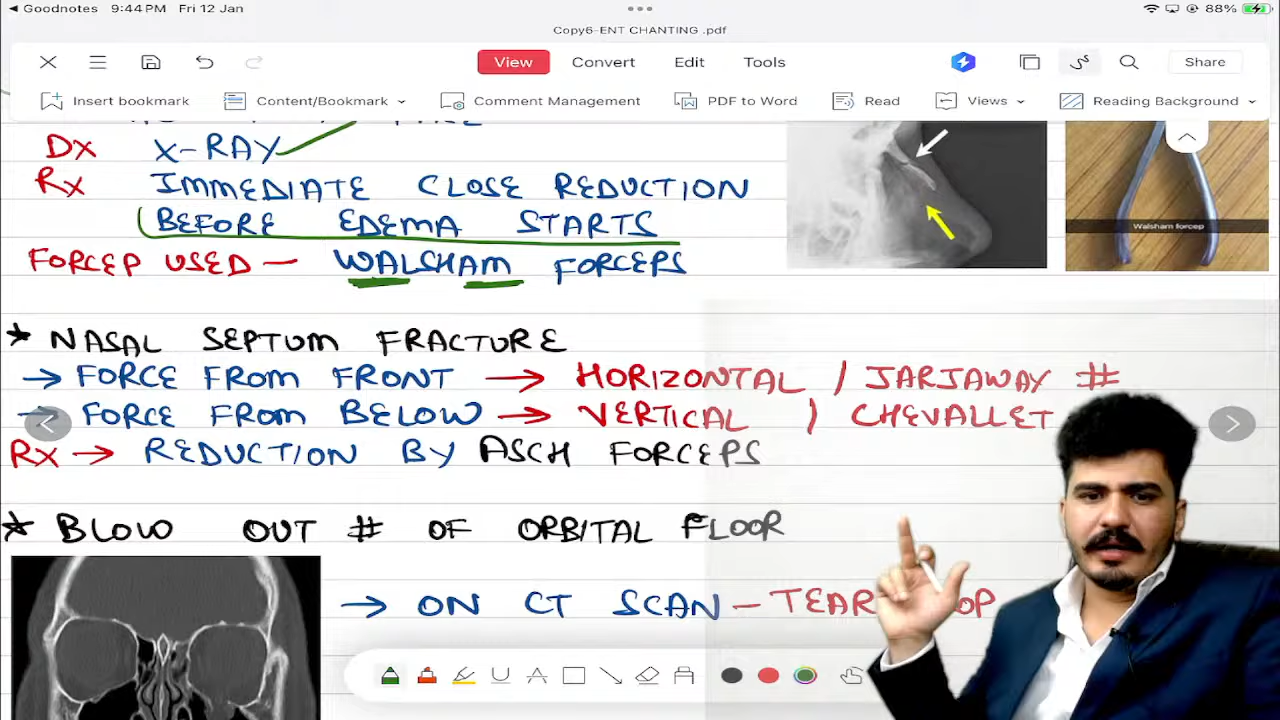 Goodnotes 9:44 PM Fri 12 Jan 88%
Copy6-ENT CHANTING .pdf
View Convert Edit Tools Share
Insert bookmark Content/Bookmark Comment Management PDF to Word Read Views Reading Background
DX X-RAY
RX IMMEDIATE CLOSE REDUCTION
BEFORE EDEMA STARTS
FORCEP USED - WALSHAM FORCEPS
Walsham forcep
* NASAL SEPTUM FRACTURE
→ FORCE FROM FRONT → HORIZONTAL / JARJAWAY #
→ FORCE FROM BELOW → VERTICAL / CHEVALLET
RX → REDUCTION BY ASCH FORCEPS
* BLOW OUT # OF ORBITAL FLOOR
→ ON CT SCAN - TEAR